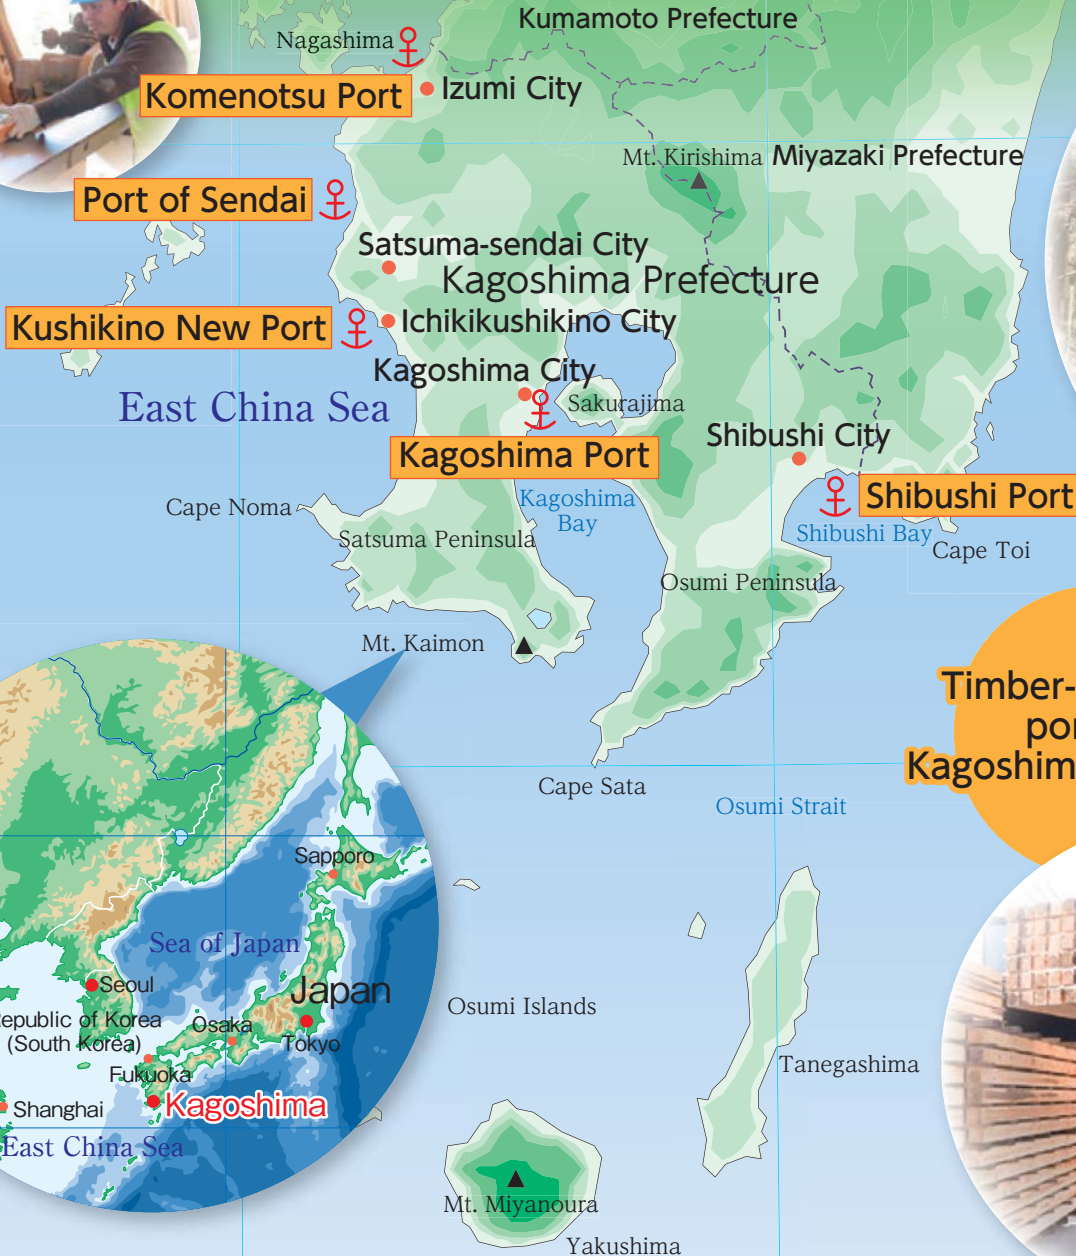 Kumamoto Prefecture
Nagashima
Komenotsu Port
Izumi City
Mt. Kirishima
Miyazaki Prefecture
Port of Sendai
Satsuma-sendai City
Kagoshima Prefecture
Kushikino New Port
Ichikikushikino City
Kagoshima City
East China Sea
Sakurajima
Shibushi City
Kagoshima Port
Kagoshima
Bay
Shibushi Port
Cape Noma
Satsuma Peninsula
Shibushi Bay
Cape Toi
Osumi Peninsula
Mt. Kaimon
Timber-
por
Kagoshim
Cape Sata
Osumi Strait
Sapporo
Sea of Japan
Seoul
Japan
epublic of Korea
(South Korea)
Osaka
Tokyo
Fukuoka
Kagoshima
Shanghai
East China Sea
Osumi Islands
Tanegashima
Mt. Miyanoura
Yakushima